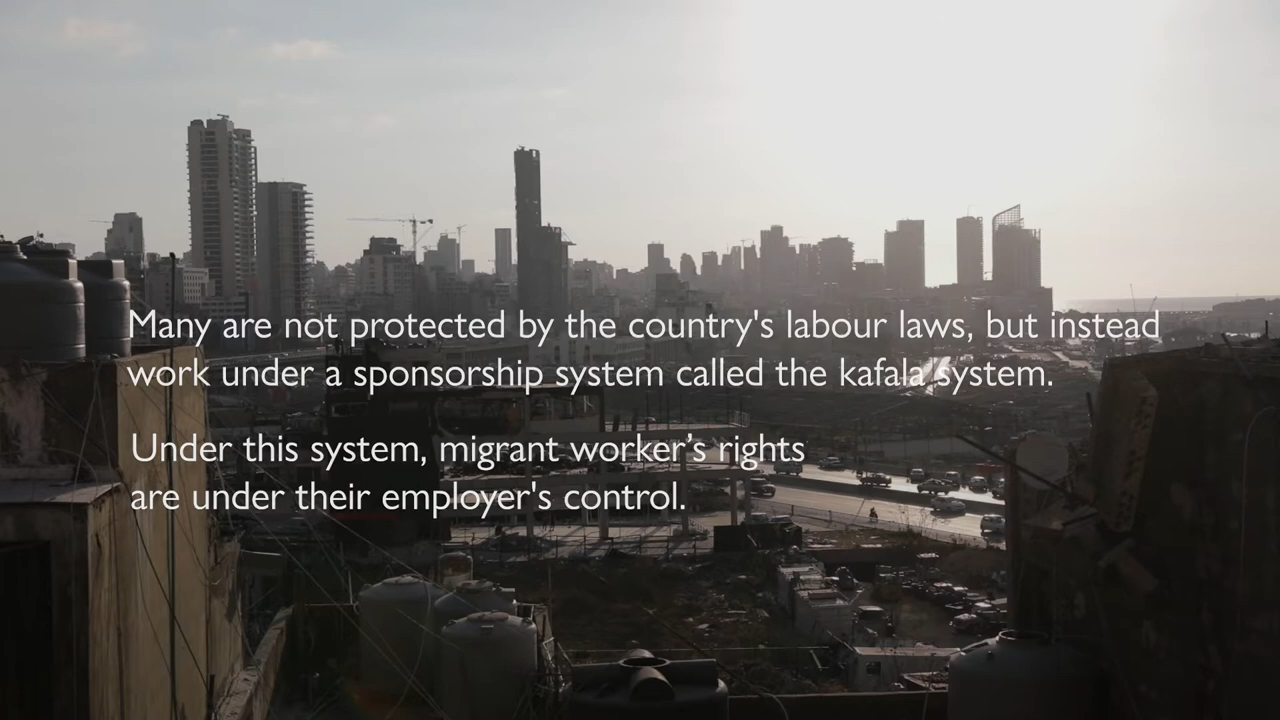 Many are not protected by the country's labour laws, but instead
work under a sponsorship system called the kafala system.
Under this system, migrant worker’s rights
are under their employer's control.